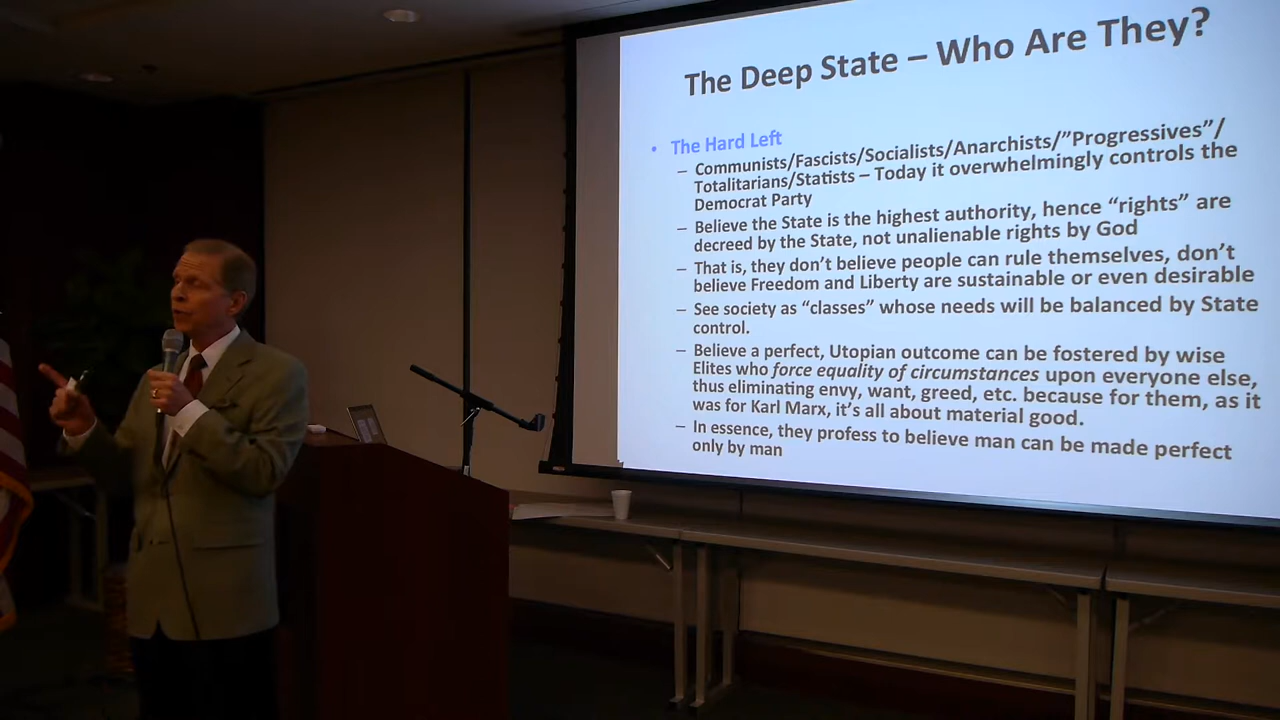 The Deep State – Who Are They?
• The Hard Left
– Communists/Fascists/Socialists/Anarchists/”Progressives”/
Totalitarians/Statists – Today it overwhelmingly controls the
Democrat Party
– Believe the State is the highest authority, hence “rights” are
decreed by the State, not unalienable rights by God
– That is, they don’t believe people can rule themselves, don’t
believe Freedom and Liberty are sustainable or even desirable
– See society as “classes” whose needs will be balanced by State
control.
– Believe a perfect, Utopian outcome can be fostered by wise
Elites who force equality of circumstances upon everyone else,
thus eliminating envy, want, greed, etc. because for them, as it
was for Karl Marx, it’s all about material good.
– In essence, they profess to believe man can be made perfect
only by man